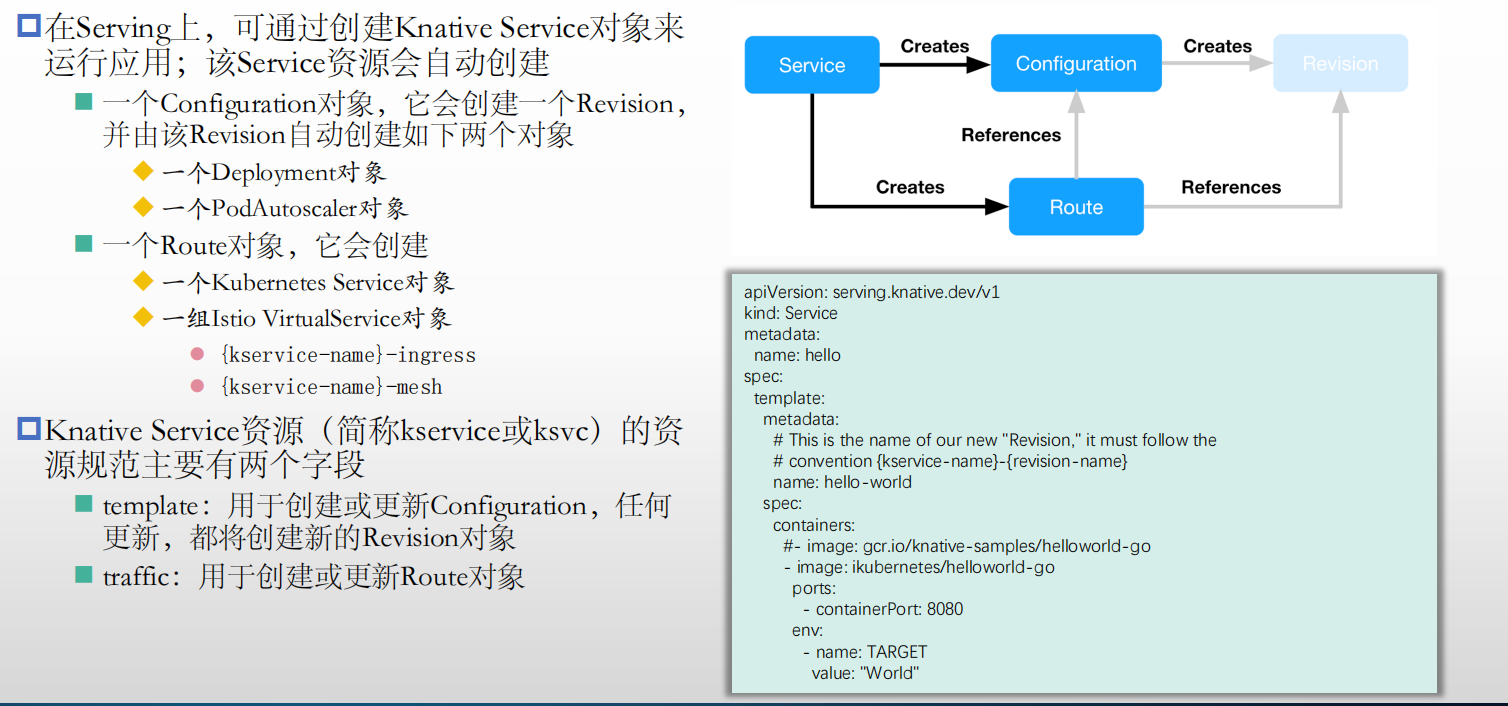 在Serving上，可通过创建Knative Service对象来
运行应用；该Service资源会自动创建
一个Configuration对象，它会创建一个Revision，
并由该Revision自动创建如下两个对象
一个Deployment对象
一个PodAutoscaler对象
一个Route对象，它会创建
一个Kubernetes Service对象
一组Istio VirtualService对象
{kservice-name}-ingress
{kservice-name}-mesh
Knative Service资源（简称kservice或ksvc）的资
源规范主要有两个字段
template：用于创建或更新Configuration，任何
更新，都将创建新的Revision对象
traffic：用于创建或更新Route对象
Service
Creates
Configuration
Creates
Revision
References
Creates
Route
References
apiVersion: serving.knative.dev/v1
kind: Service
metadata:
  name: hello
spec:
  template:
    metadata:
      # This is the name of our new "Revision," it must follow the
      # convention {kservice-name}-{revision-name}
      name: hello-world
    spec:
      containers:
        #- image: gcr.io/knative-samples/helloworld-go
        - image: ikubernetes/helloworld-go
          ports:
            - containerPort: 8080
          env:
            - name: TARGET
              value: "World"